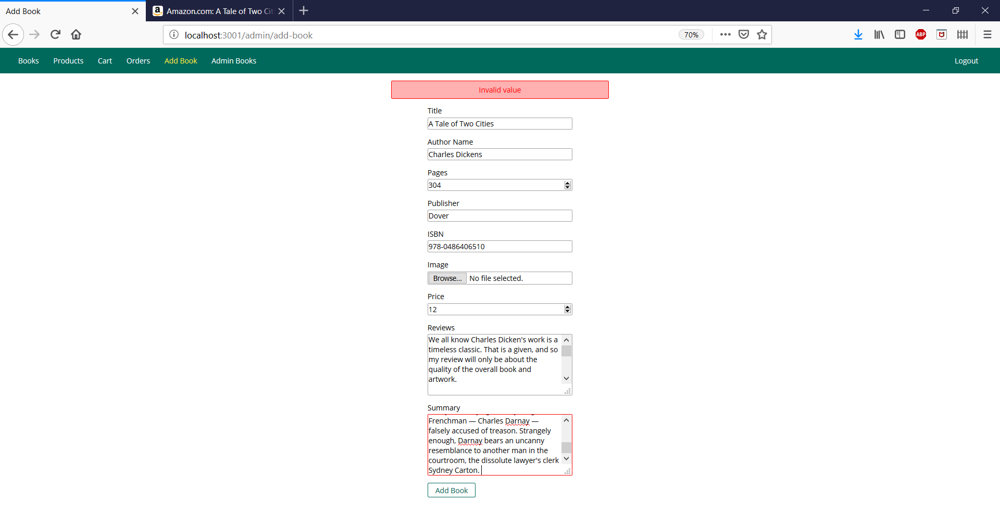 Add Book
Amazon.com: A Tale of Two Cit
localhost:3001/admin/add-book
70%
ABP
Books Products Cart Orders Add Book Admin Books Logout
Invalid value
Title
A Tale of Two Cities
Author Name
Charles Dickens
Pages
304
Publisher
Dover
ISBN
978-0486406510
Image
Browse... No file selected.
Price
12
Reviews
We all know Charles Dicken's work is a
timeless classic. That is a given, and so
my review will only be about the
quality of the overall book and
artwork.
Summary
Frenchman — Charles Darnay —
falsely accused of treason. Strangely
enough, Darnay bears an uncanny
resemblance to another man in the
courtroom, the dissolute lawyer's clerk
Sydney Carton.
Add Book